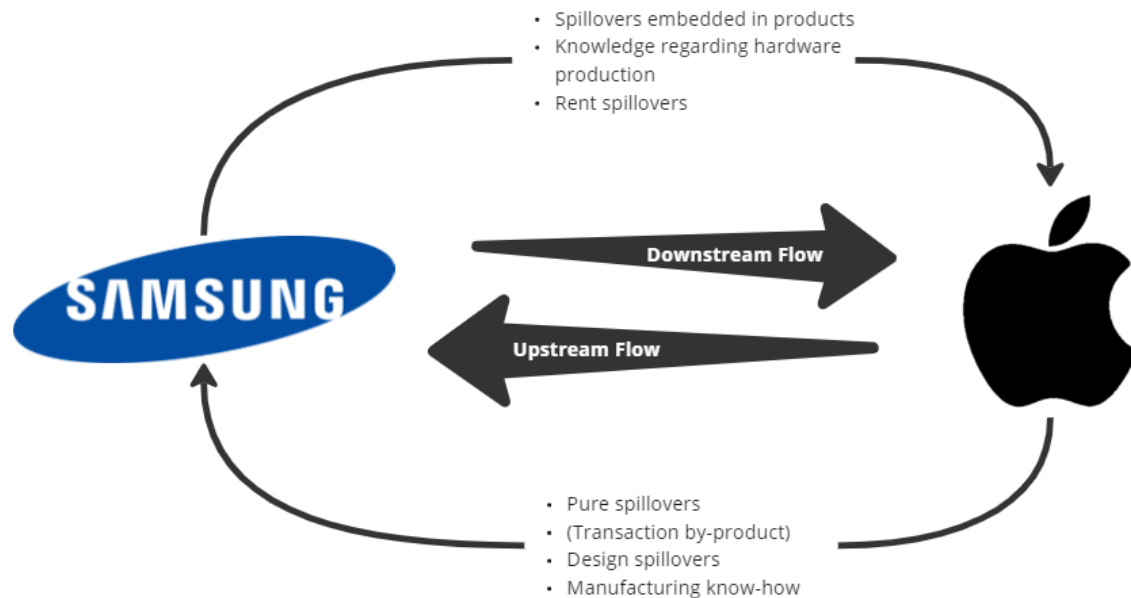 • Spillovers embedded in products
• Knowledge regarding hardware
production
• Rent spillovers
Downstream Flow
SAMSUNG
Upstream Flow
• Pure spillovers
• (Transaction by-product)
• Design spillovers
• Manufacturing know-how